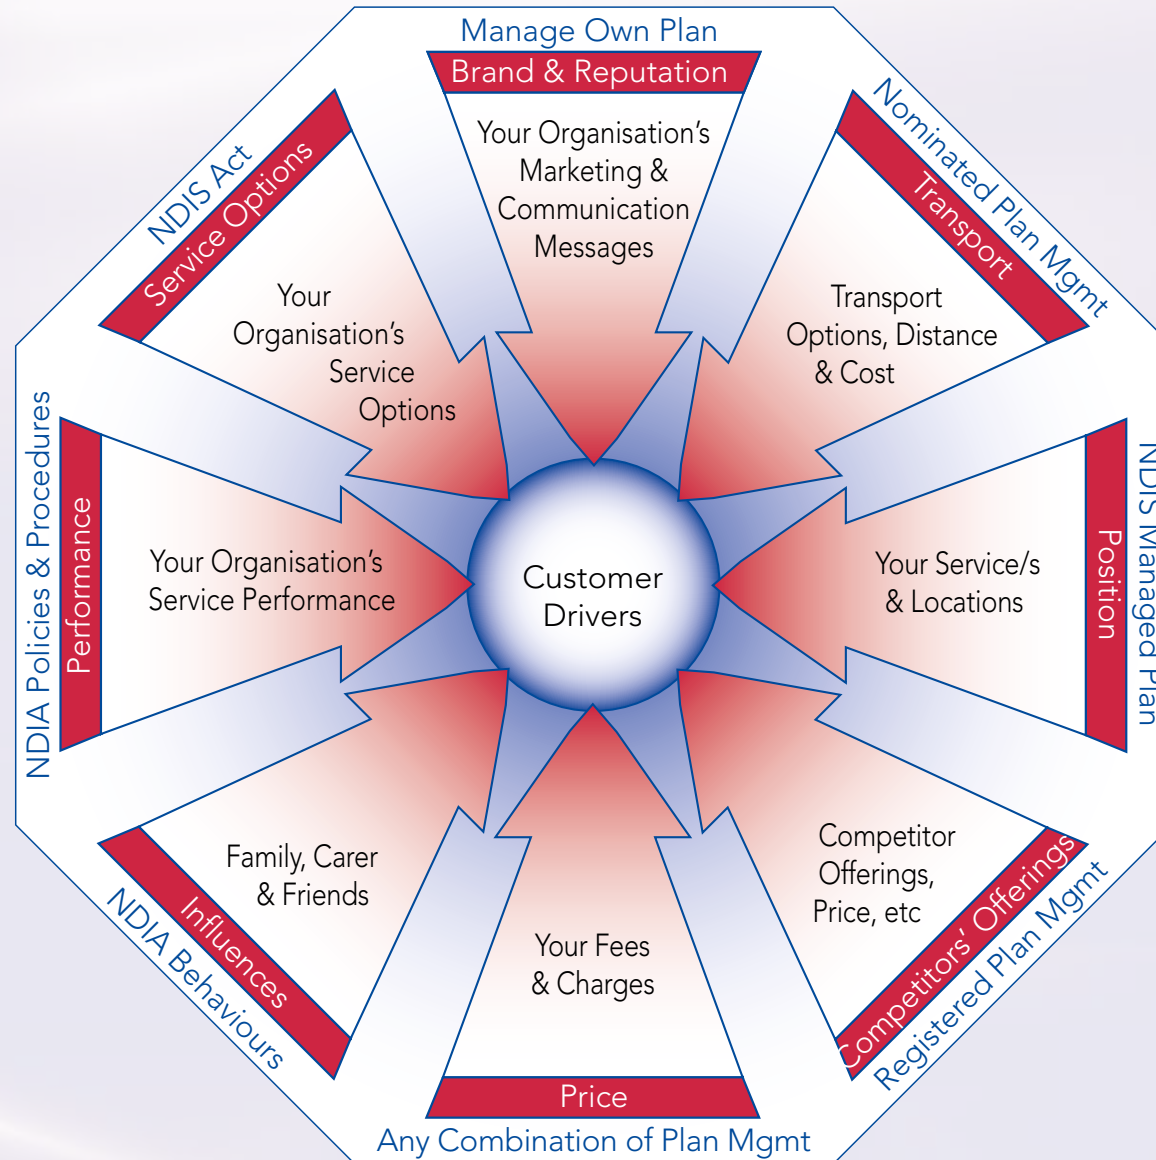 Manage Own Plan
Brand & Reputation
Your Organisation's
Marketing &
Communication
Messages
Nominated Plan Mgmt
Transport
Transport
Options, Distance
& Cost
NDIS Managed Plan
Position
Your Service/s
& Locations
Registered Plan Mgmt
Competitors' Offerings
Competitor
Offerings,
Price, etc
Any Combination of Plan Mgmt
Price
Your Fees
& Charges
NDIA Behaviours
Influences
Family, Carer
& Friends
NDIA Policies & Procedures
Performance
Your Organisation's
Service Performance
NDIS Act
Service Options
Your
Organisation's
Service
Options
Customer
Drivers